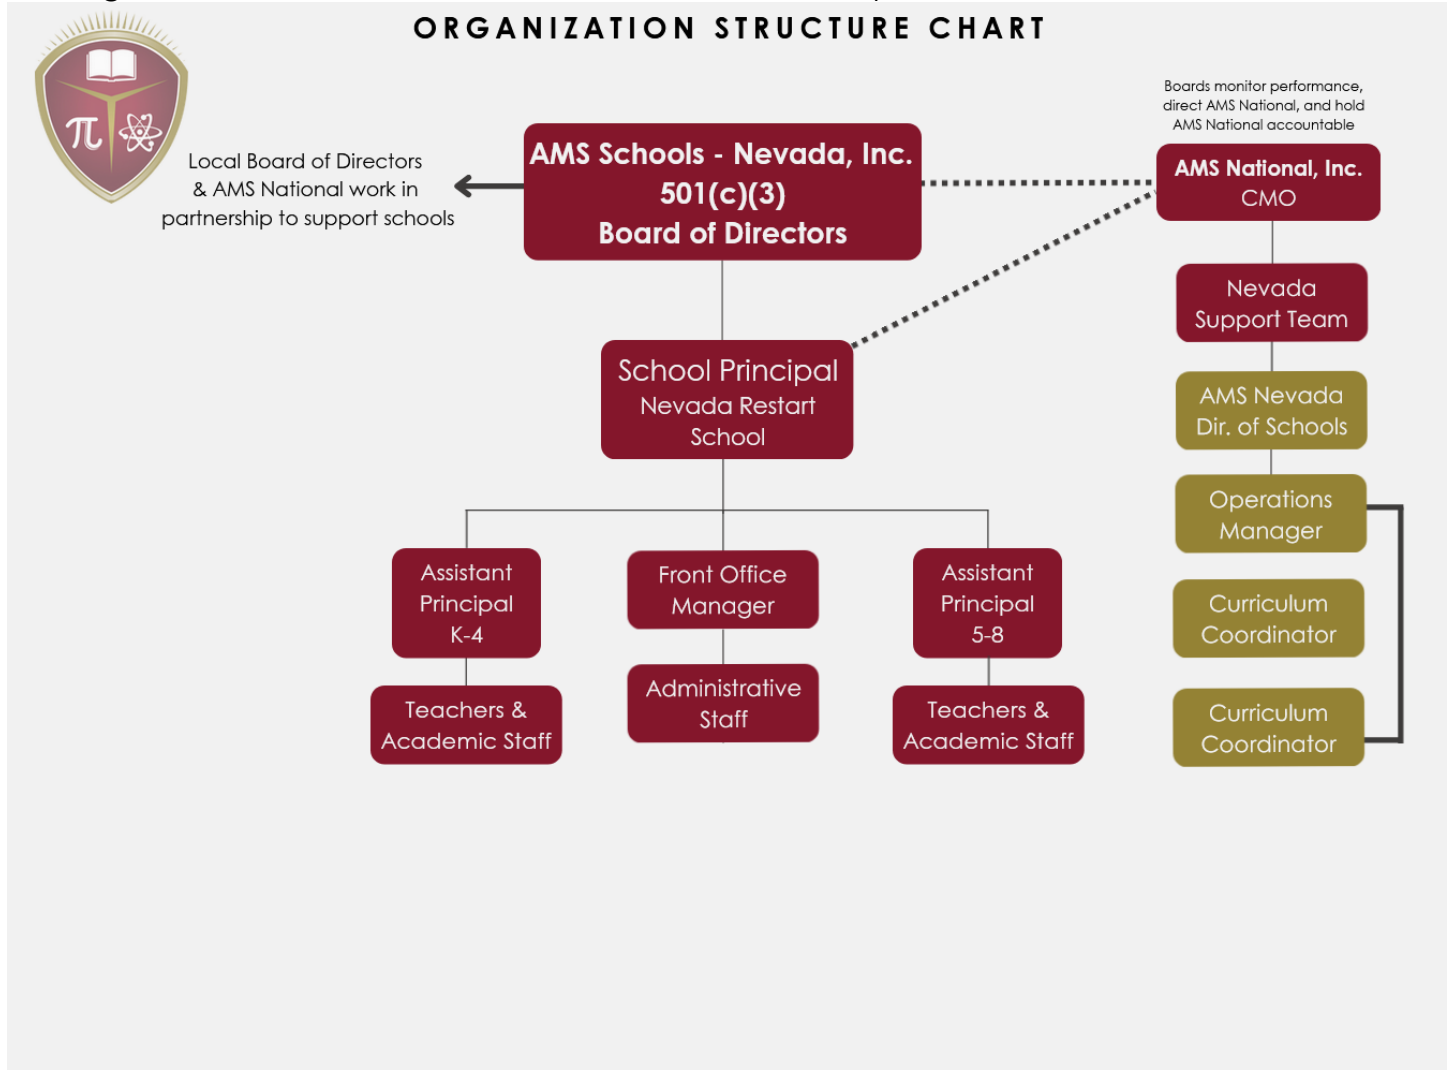 ORGANIZATION STRUCTURE CHART
Boards monitor performance,
direct AMS National, and hold
AMS National accountable
Local Board of Directors
& AMS National work in
partnership to support schools
AMS Schools - Nevada, Inc.
501(c)(3)
Board of Directors
AMS National, Inc.
CMO
π
Nevada
Support Team
School Principal
Nevada Restart
School
AMS Nevada
Dir. of Schools
Operations
Manager
Assistant
Principal
K-4
Front Office
Manager
Assistant
Principal
5-8
Curriculum
Coordinator
Teachers &
Academic Staff
Administrative
Staff
Teachers &
Academic Staff
Curriculum
Coordinator